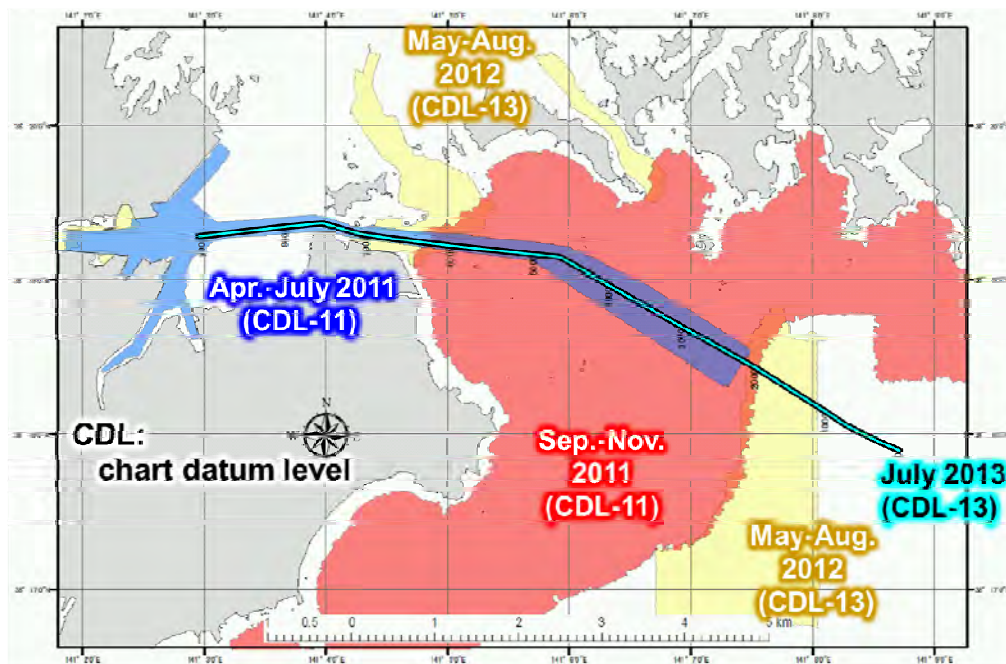 May-Aug.
2012
(CDL-13)
Apr.-July 2011
(CDL-11)
N
CDL:
chart datum level
Sep.-Nov.
2011
(CDL-11)
July 2013
(CDL-13)
May-Aug.
2012
(CDL-13)
1 0.5 0 1 2 3 4 5 km